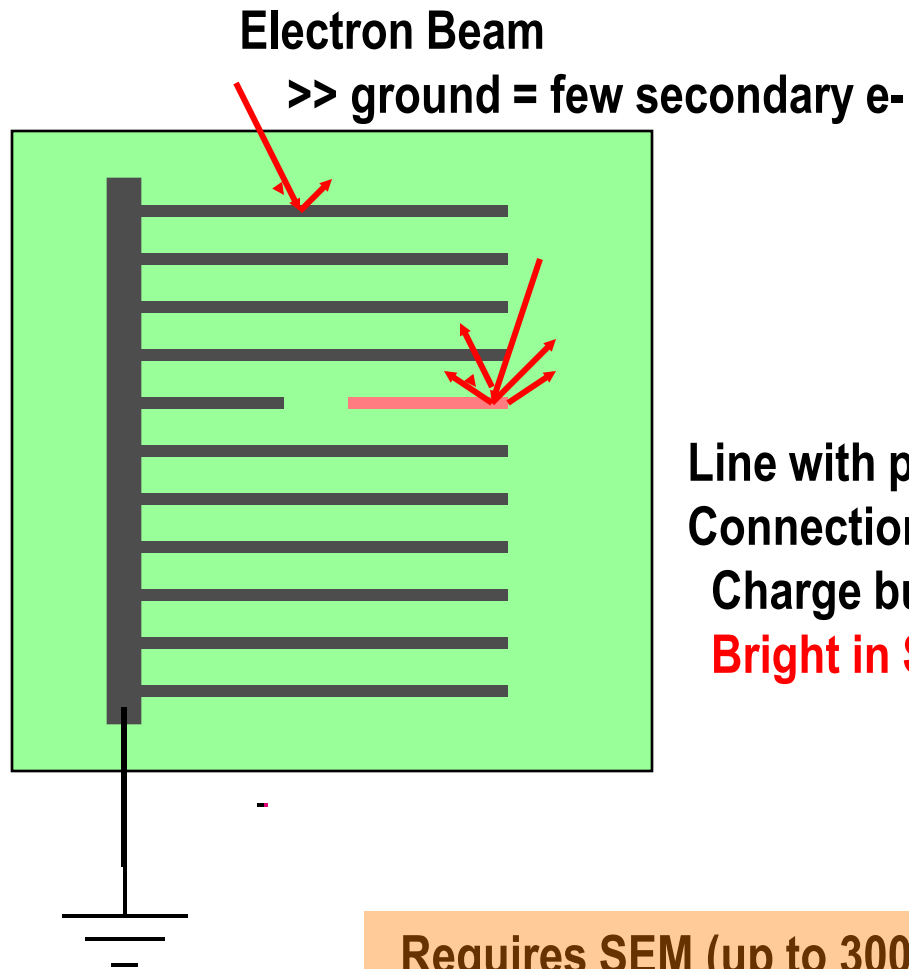 Electron Beam
>> ground = few secondary e-
Line with p
Connection
Charge bu
Bright in S
Requires SEM (up to 300